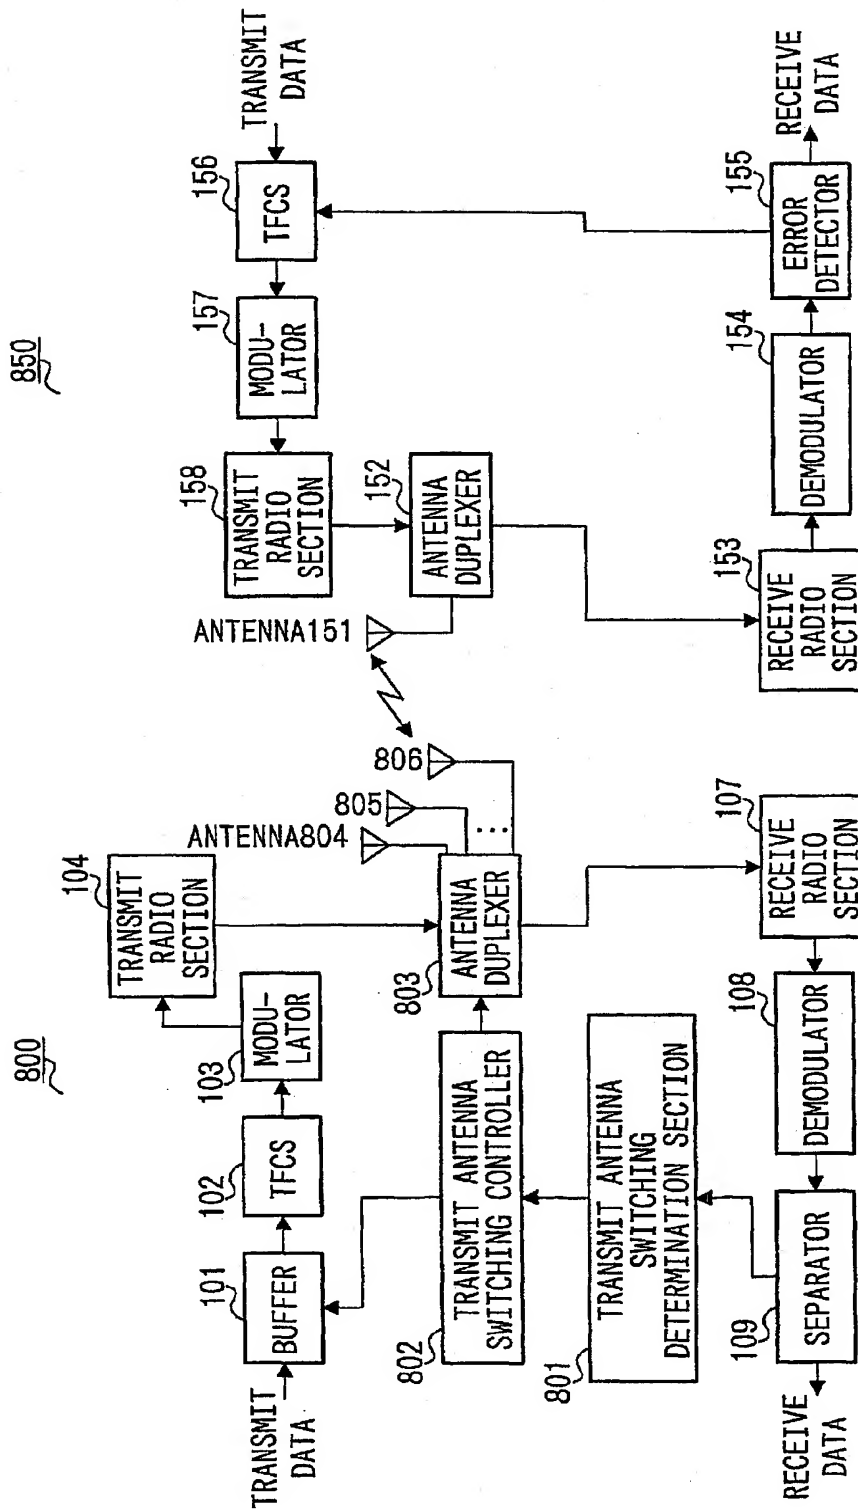 800
TRANSMIT
DATA
101
BUFFER
102
TFCS
103
MODU-
LATOR
104
TRANSMIT
RADIO
SECTION
802
TRANSMIT ANTENNA
SWITCHING CONTROLLER
803
ANTENNA
DUPLEXER
ANTENNA804
805
806
...
801
TRANSMIT ANTENNA
SWITCHING
DETERMINATION SECTION
RECEIVE
DATA
109
SEPARATOR
108
DEMODULATOR
107
RECEIVE
RADIO
SECTION
850
158
TRANSMIT
RADIO
SECTION
157
MODU-
LATOR
156
TFCS
TRANSMIT
DATA
ANTENNA151
152
ANTENNA
DUPLEXER
153
RECEIVE
RADIO
SECTION
154
DEMODULATOR
155
ERROR
DETECTOR
RECEIVE
DATA